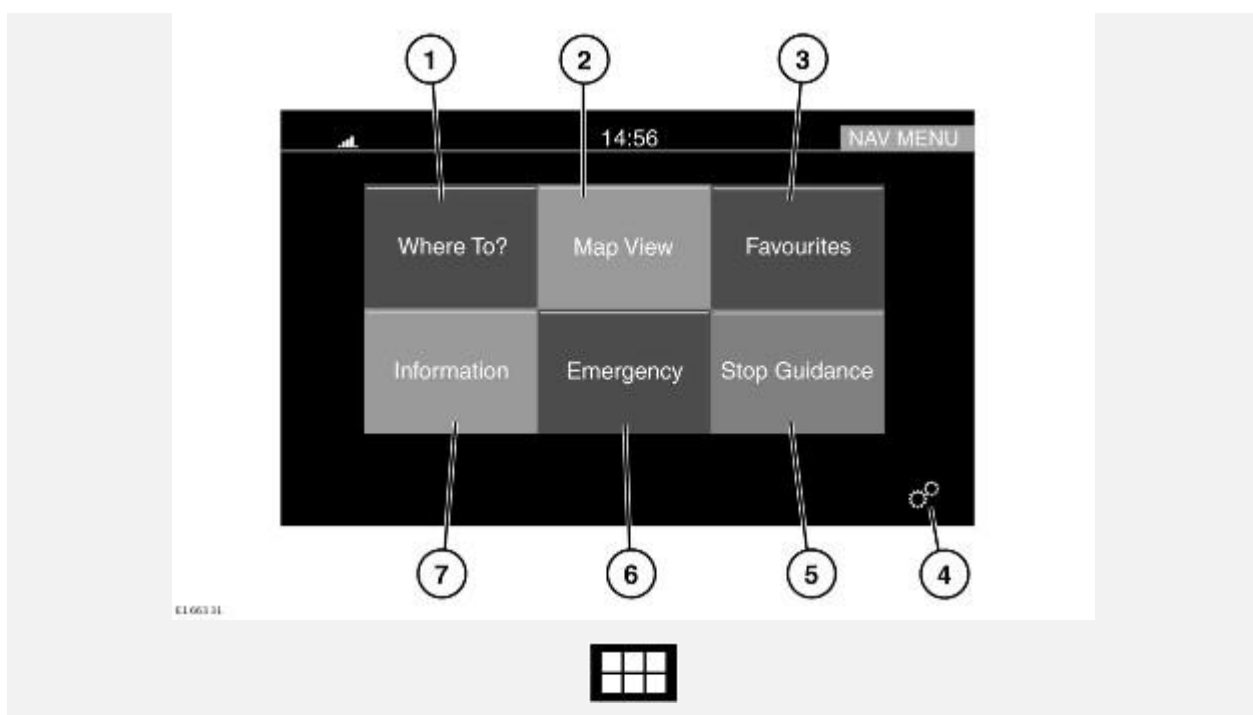 1 2 3
14:56 NAV MENU
Where To? Map View Favourites
Information Emergency Stop Guidance
7 6 5 4
E166331